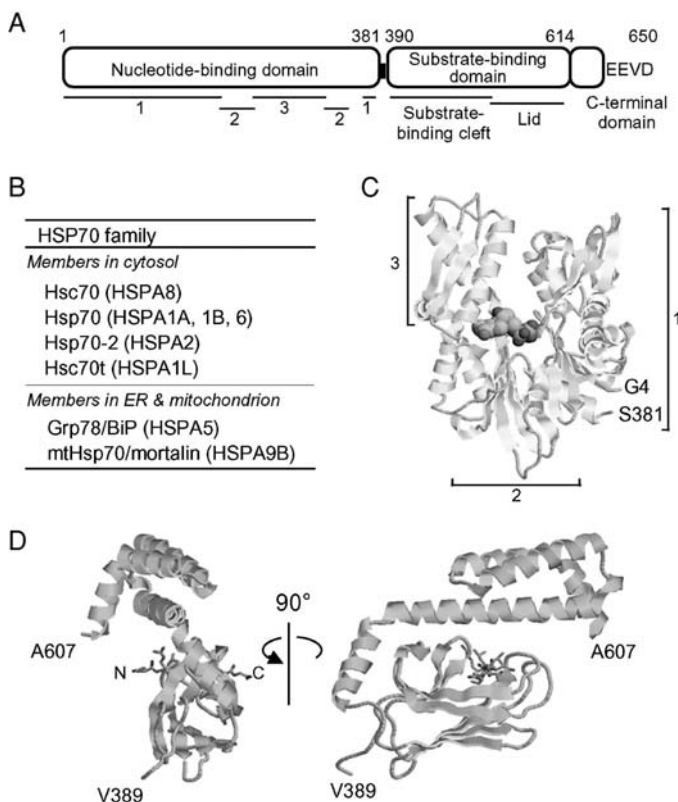 A
1 381 390 614 650
Nucleotide-binding domain
Substrate-binding
domain
EEVD
1 2 3 2 1
Substrate-
binding cleft
Lid
C-terminal
domain
B
HSP70 family
Members in cytosol
Hsc70 (HSPA8)
Hsp70 (HSPA1A, 1B, 6)
Hsp70-2 (HSPA2)
Hsc70t (HSPA1L)
Members in ER & mitochondrion
Grp78/BiP (HSPA5)
mtHsp70/mortalin (HSPA9B)
C
3
1
G4
S381
2
D
A607
N
C
V389
90°
A607
V389